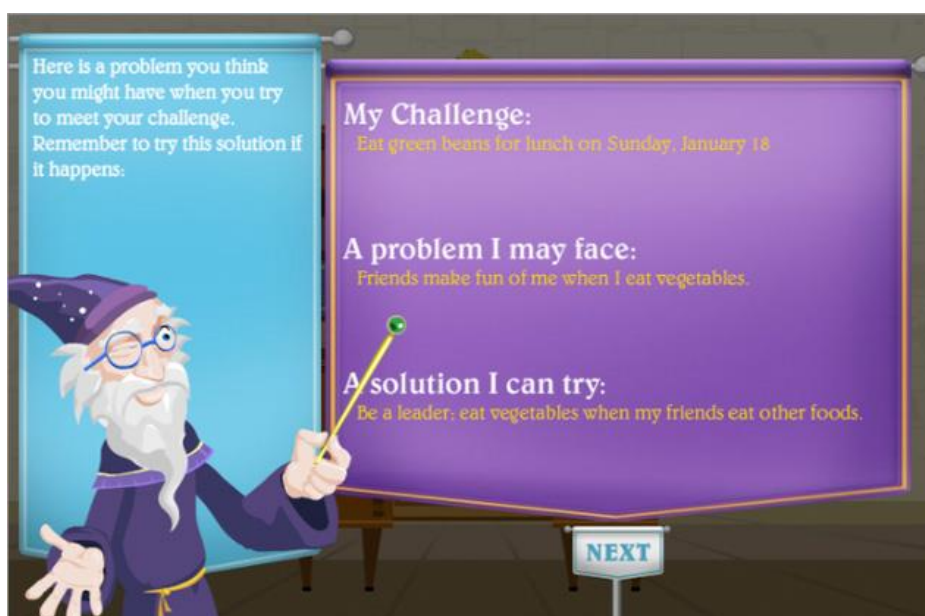 Here is a problem you think
you might have when you try
to meet your challenge.
Remember to try this solution if
it happens:
My Challenge:
Eat green beans for lunch on Sunday, January 18
A problem I may face:
Friends make fun of me when I eat vegetables.
A solution I can try:
Be a leader; eat vegetables when my friends eat other foods.
NEXT